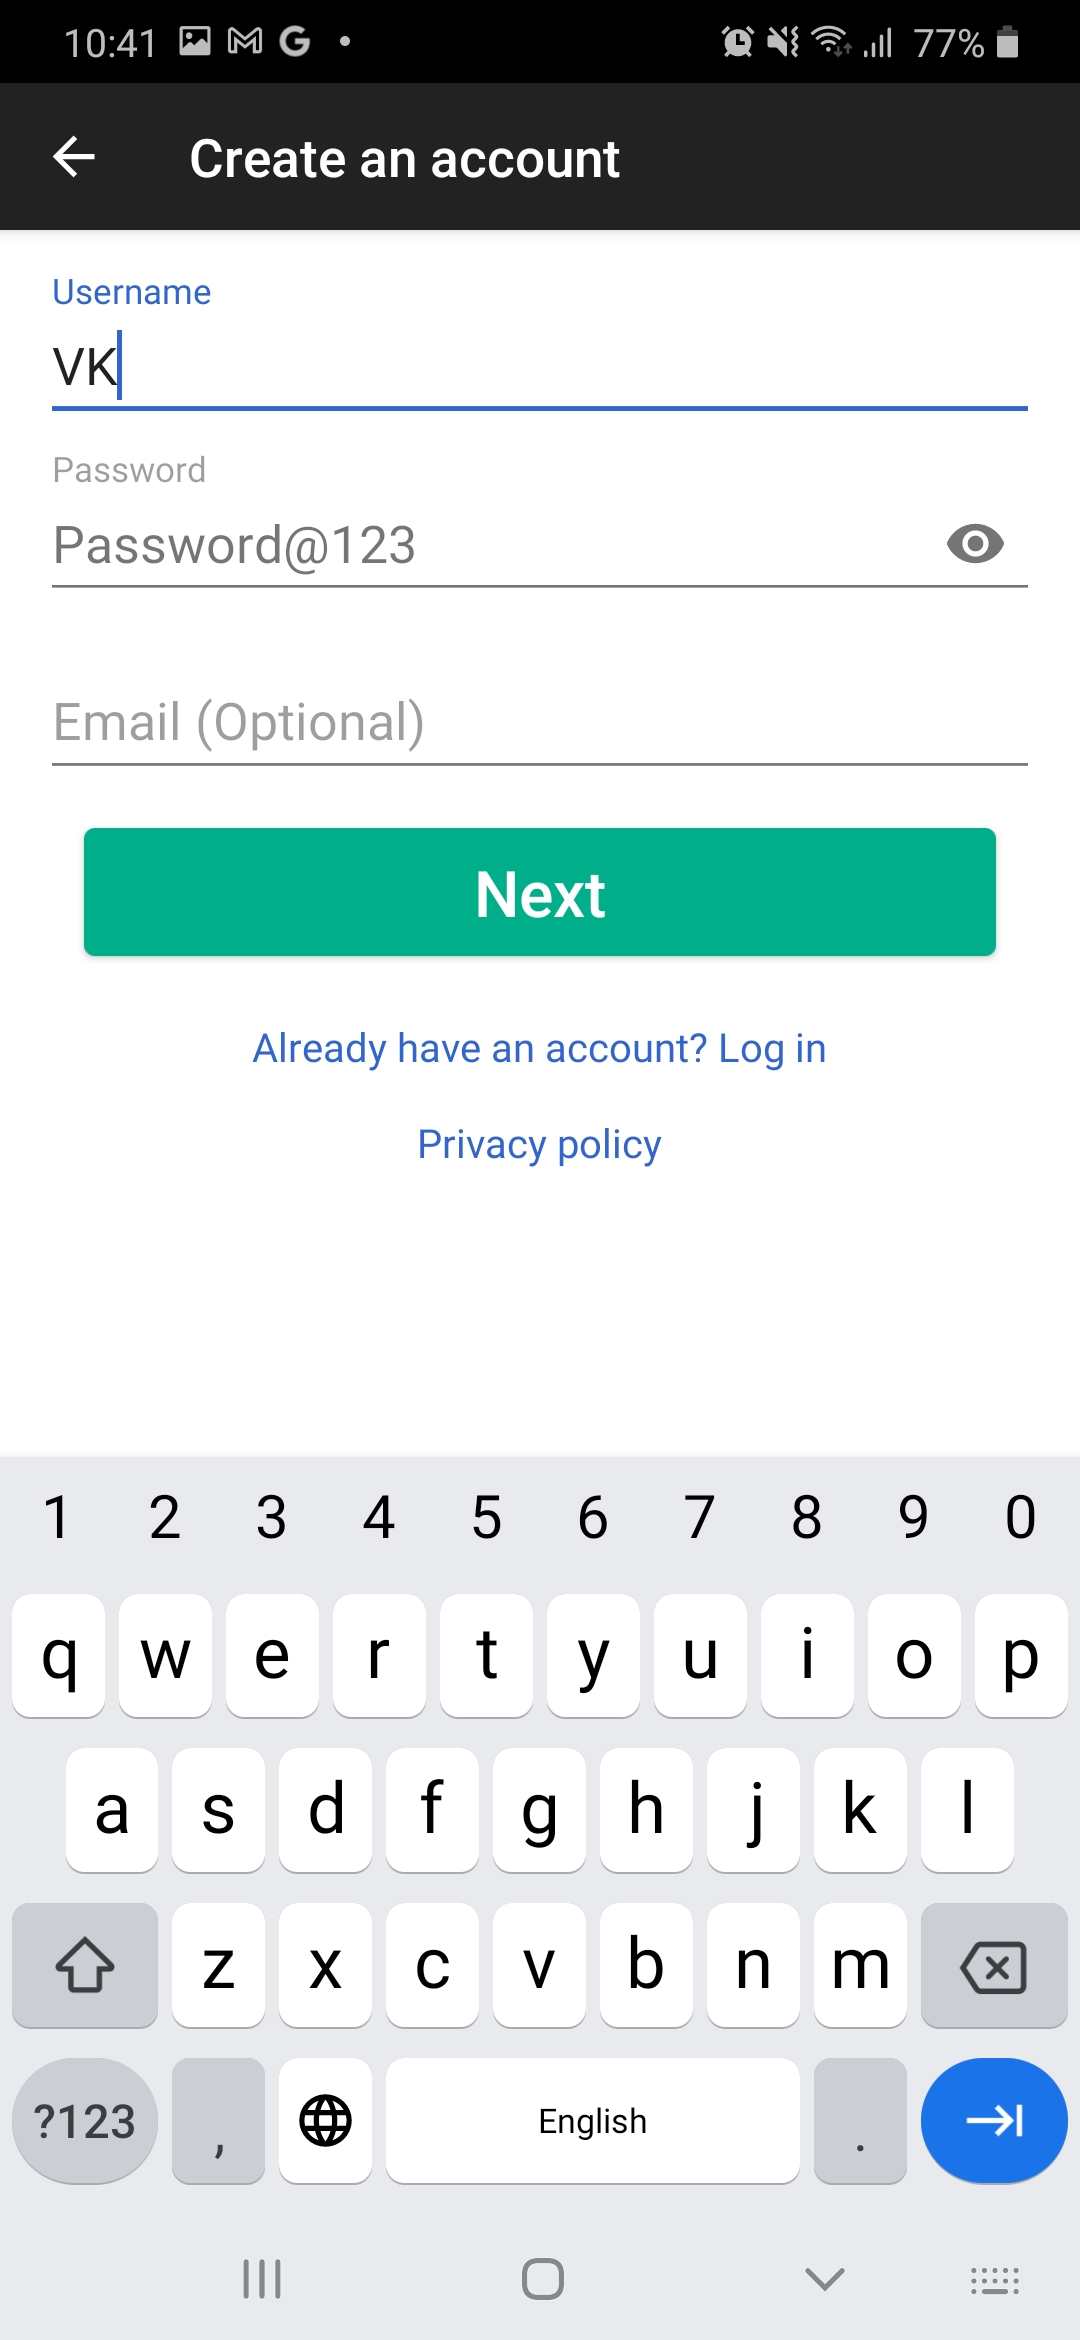 10:41 77%
Create an account
Username
VK
Password
Password@123
Email (Optional)
Next
Already have an account? Log in
Privacy policy
1 2 3 4 5 6 7 8 9 0
q w e r t y u i o p
a s d f g h j k l
z x c v b n m
?123 , English .